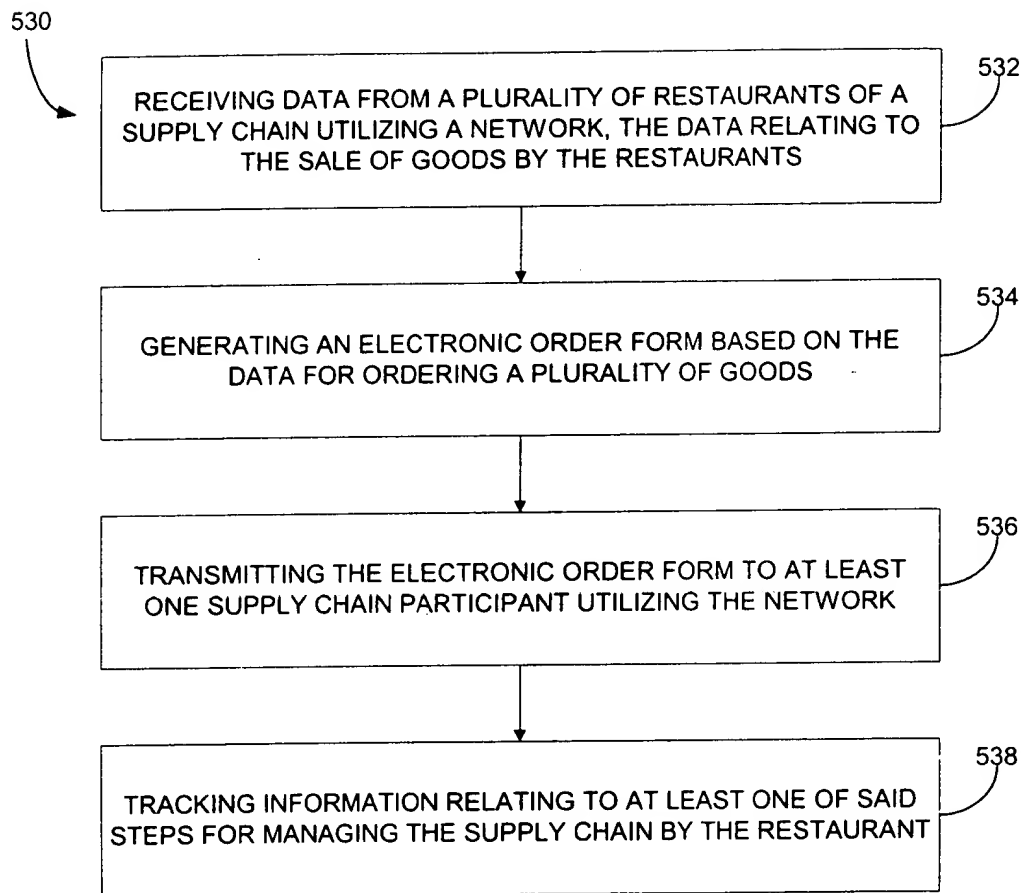 530
532
RECEIVING DATA FROM A PLURALITY OF RESTAURANTS OF A
SUPPLY CHAIN UTILIZING A NETWORK, THE DATA RELATING TO
THE SALE OF GOODS BY THE RESTAURANTS
534
GENERATING AN ELECTRONIC ORDER FORM BASED ON THE
DATA FOR ORDERING A PLURALITY OF GOODS
536
TRANSMITTING THE ELECTRONIC ORDER FORM TO AT LEAST
ONE SUPPLY CHAIN PARTICIPANT UTILIZING THE NETWORK
538
TRACKING INFORMATION RELATING TO AT LEAST ONE OF SAID
STEPS FOR MANAGING THE SUPPLY CHAIN BY THE RESTAURANT